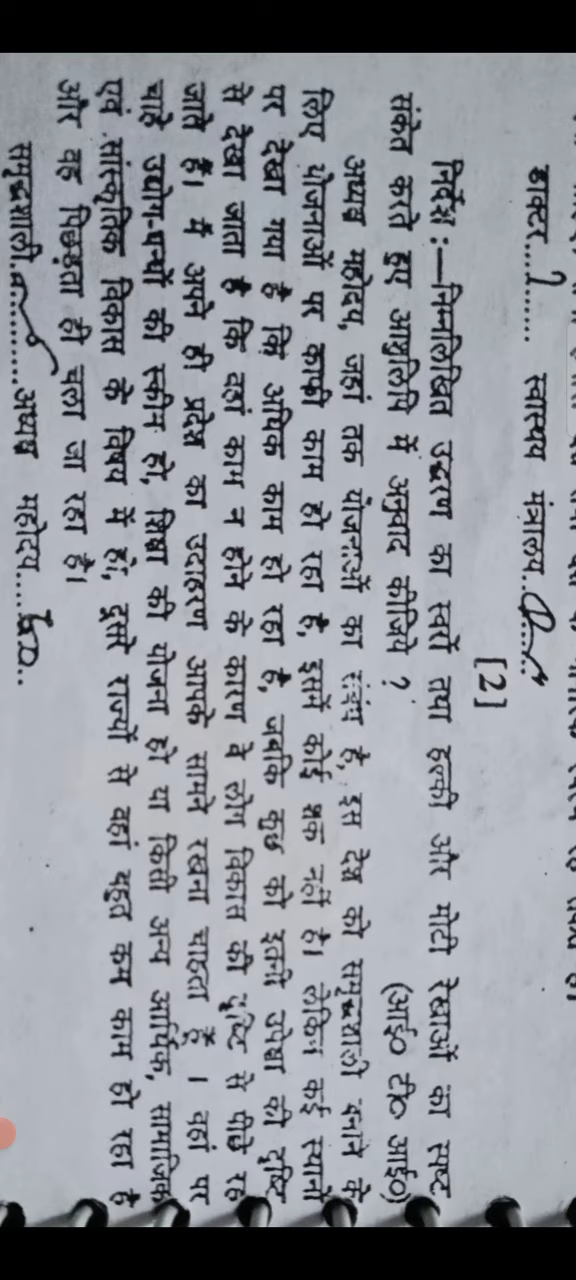 डाक्टर............ स्वास्थय मंत्रालय............
[2]
निर्देश :—निम्नलिखित उद्धरण का स्वरों तथा हल्की और मोटी रेखाओं का स्पष्ट
संकेत करते हुए आशुलिपि में अनुवाद कीजिये ? (आई० टी० आई०)
अध्यक्ष महोदय, जहां तक योजनाओं का संबंध है, इस देश को समृद्धशाली बनाने के
लिए योजनाओं पर काफी काम हो रहा है, इसमें कोई शक नहीं है। लेकिन कई स्थानों
पर देखा गया है कि अधिक काम हो रहा है, जबकि कुछ को इतनी उपेक्षा की दृष्टि
से देखा जाता है कि वहां काम न होने के कारण वे लोग विकास की दृष्टि से पीछे रह
जाते हैं। मैं अपने ही प्रदेश का उदाहरण आपके सामने रखना चाहता हूँ । वहां पर
चाहे उद्योग-धन्धों की स्कीम हो, शिक्षा की योजना हो या किसी अन्य आर्थिक, सामाजिक
एवं सांस्कृतिक विकास के विषय में हों, दूसरे राज्यों से वहां बहुत कम काम हो रहा है
और वह पिछड़ता ही चला जा रहा है।
समृद्धशाली............अध्यक्ष महोदय............